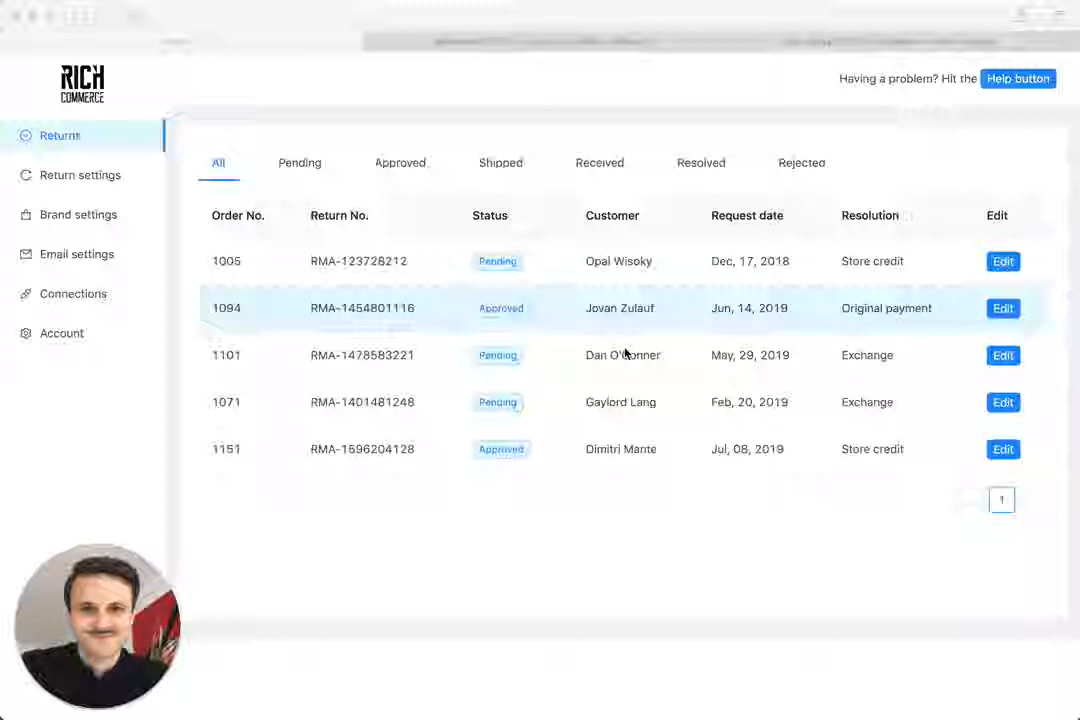 RICH
COMMERCE
Having a problem? Hit the Help button
Returns
Return settings
Brand settings
Email settings
Connections
Account
All Pending Approved Shipped Received Resolved Rejected
Order No. Return No. Status Customer Request date Resolution Edit
1005 RMA-123728212 Pending Opal Wisoky Dec, 17, 2018 Store credit Edit
1094 RMA-1454801116 Approved Jovan Zulauf Jun, 14, 2019 Original payment Edit
1101 RMA-1478583221 Pending Dan O'Conner May, 29, 2019 Exchange Edit
1071 RMA-1401481248 Pending Gaylord Lang Feb, 20, 2019 Exchange Edit
1151 RMA-1596204128 Approved Dimitri Mante Jul, 08, 2019 Store credit Edit
1